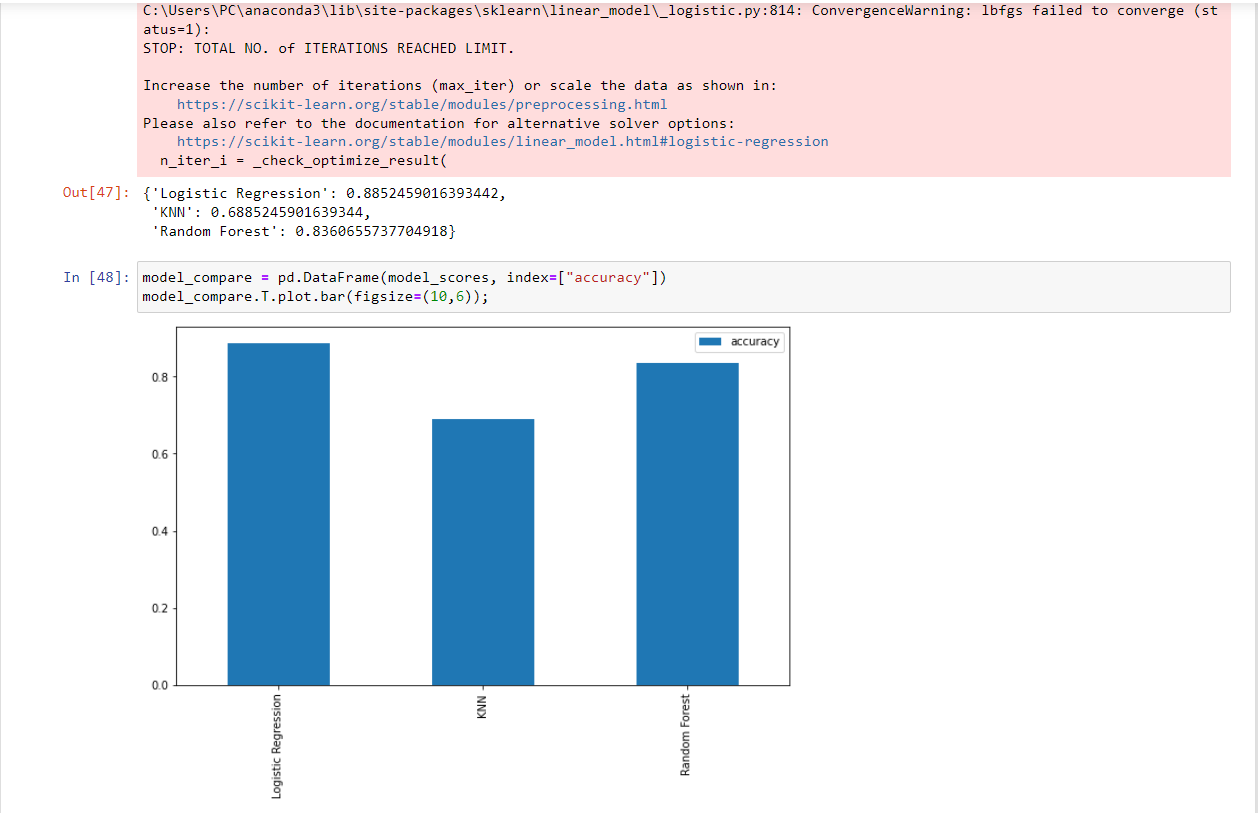 C:\Users\PC\anaconda3\lib\site-packages\sklearn\linear_model\_logistic.py:814: ConvergenceWarning: lbfgs failed to converge (st
atus=1):
STOP: TOTAL NO. of ITERATIONS REACHED LIMIT.
Increase the number of iterations (max_iter) or scale the data as shown in:
    https://scikit-learn.org/stable/modules/preprocessing.html
Please also refer to the documentation for alternative solver options:
    https://scikit-learn.org/stable/modules/linear_model.html#logistic-regression
  n_iter_i = _check_optimize_result(
Out[47]: {'Logistic Regression': 0.8852459016393442,
 'KNN': 0.6885245901639344,
 'Random Forest': 0.8360655737704918}
In [48]: model_compare = pd.DataFrame(model_scores, index=["accuracy"])
model_compare.T.plot.bar(figsize=(10,6));
accuracy
0.8
0.6
0.4
0.2
0.0
Logistic Regression
KNN
Random Forest